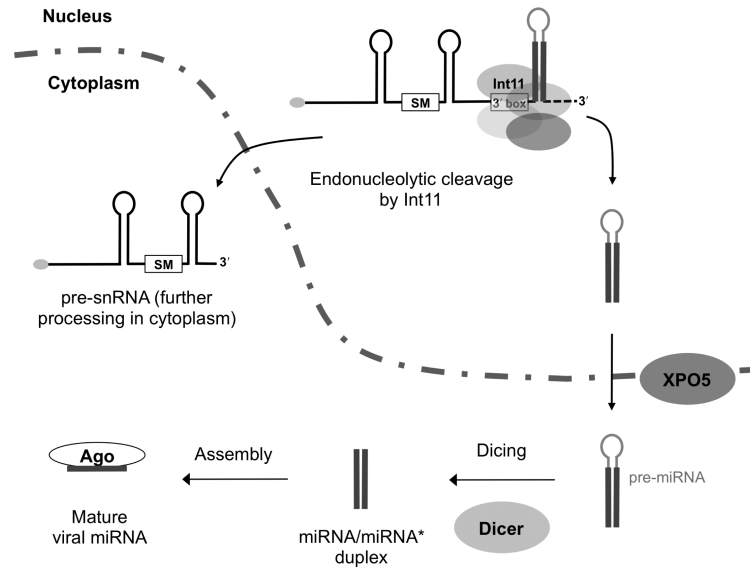 Nucleus
Cytoplasm
Int11
SM
3′ box
3′
Endonucleolytic cleavage
by Int11
SM
3′
pre-snRNA (further
processing in cytoplasm)
XPO5
Ago
Assembly
Dicing
pre-miRNA
Dicer
Mature
viral miRNA
miRNA/miRNA*
duplex